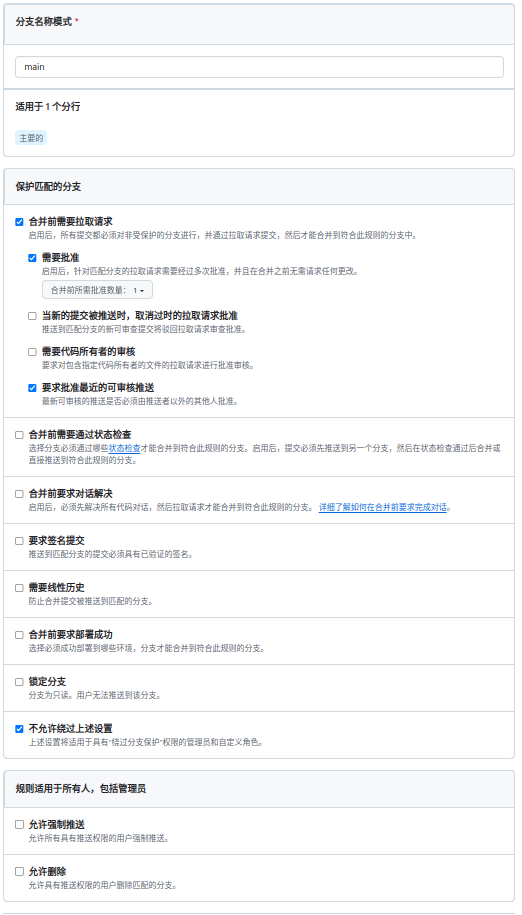 分支名称模式 *
main
适用于 1 个分行
主要的
保护匹配的分支
合并前需要拉取请求
启用后，所有提交都必须对非受保护的分支进行，并通过拉取请求提交，然后才能合并到符合此规则的分支中。
需要批准
启用后，针对匹配分支的拉取请求需要经过多次批准，并且在合并之前无需请求任何更改。
合并前所需批准数量： 1
当新的提交被推送时，取消过时的拉取请求批准
推送到匹配分支的新可审查提交将驳回拉取请求审查批准。
需要代码所有者的审核
要求对包含指定代码所有者的文件的拉取请求进行批准审核。
要求批准最近的可审核推送
最新可审核的推送是否必须由推送者以外的其他人批准。
合并前需要通过状态检查
选择分支必须通过哪些状态检查才能合并到符合此规则的分支。启用后，提交必须先推送到另一个分支，然后在状态检查通过后合并或
直接推送到符合此规则的分支。
合并前要求对话解决
启用后，必须先解决所有代码对话，然后拉取请求才能合并到符合此规则的分支。 详细了解如何在合并前要求完成对话。
要求签名提交
推送到匹配分支的提交必须具有已验证的签名。
需要线性历史
防止合并提交被推送到匹配的分支。
合并前要求部署成功
选择必须成功部署到哪些环境，分支才能合并到符合此规则的分支。
锁定分支
分支为只读。用户无法推送到该分支。
不允许绕过上述设置
上述设置将适用于具有“绕过分支保护”权限的管理员和自定义角色。
规则适用于所有人，包括管理员
允许强制推送
允许所有具有推送权限的用户强制推送。
允许删除
允许具有推送权限的用户删除匹配的分支。